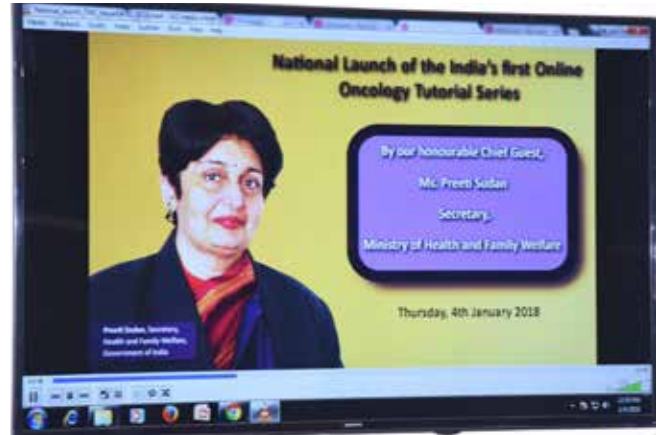 National Launch of the India's first Online
Oncology Tutorial Series
By our honourable Chief Guest,
Ms. Preeti Sudan
Secretary,
Ministry of Health and Family Welfare
Thursday, 4th January 2018
Preeti Sudan, Secretary,
Health and Family Welfare,
Government of India